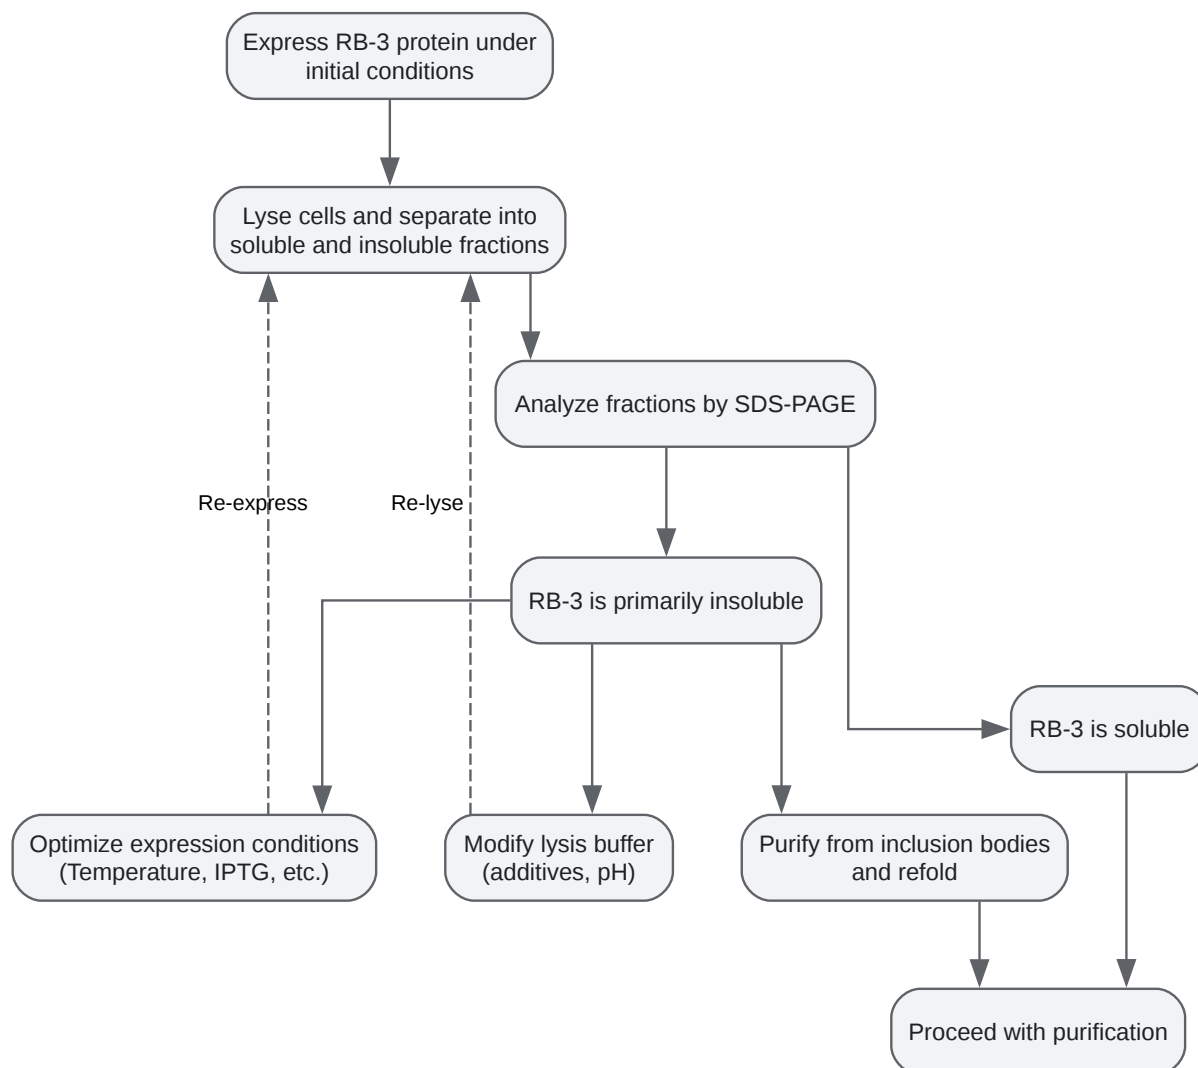 Express RB-3 protein under
initial conditions
Lyse cells and separate into
soluble and insoluble fractions
Analyze fractions by SDS-PAGE
Re-express
Re-lyse
RB-3 is primarily insoluble
RB-3 is soluble
Optimize expression conditions
(Temperature, IPTG, etc.)
Modify lysis buffer
(additives, pH)
Purify from inclusion bodies
and refold
Proceed with purification